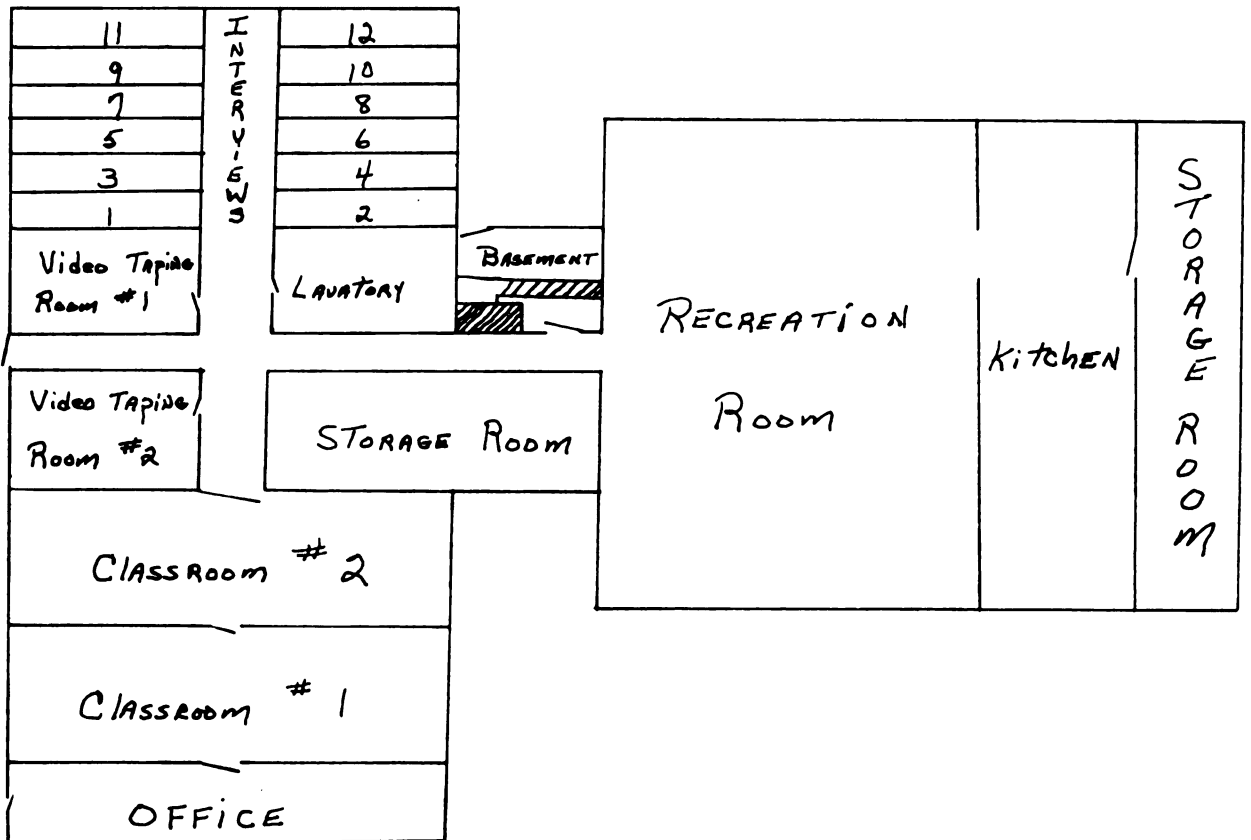 11
INTERVIEWS
12
9
10
7
8
5
6
3
4
1
2
Video Taping
Room #1
LAVATORY
BASEMENT
RECREATION
Room
Kitchen
STORAGE ROOM
Video Taping
Room #2
STORAGE Room
Classroom #2
Classroom #1
OFFICE